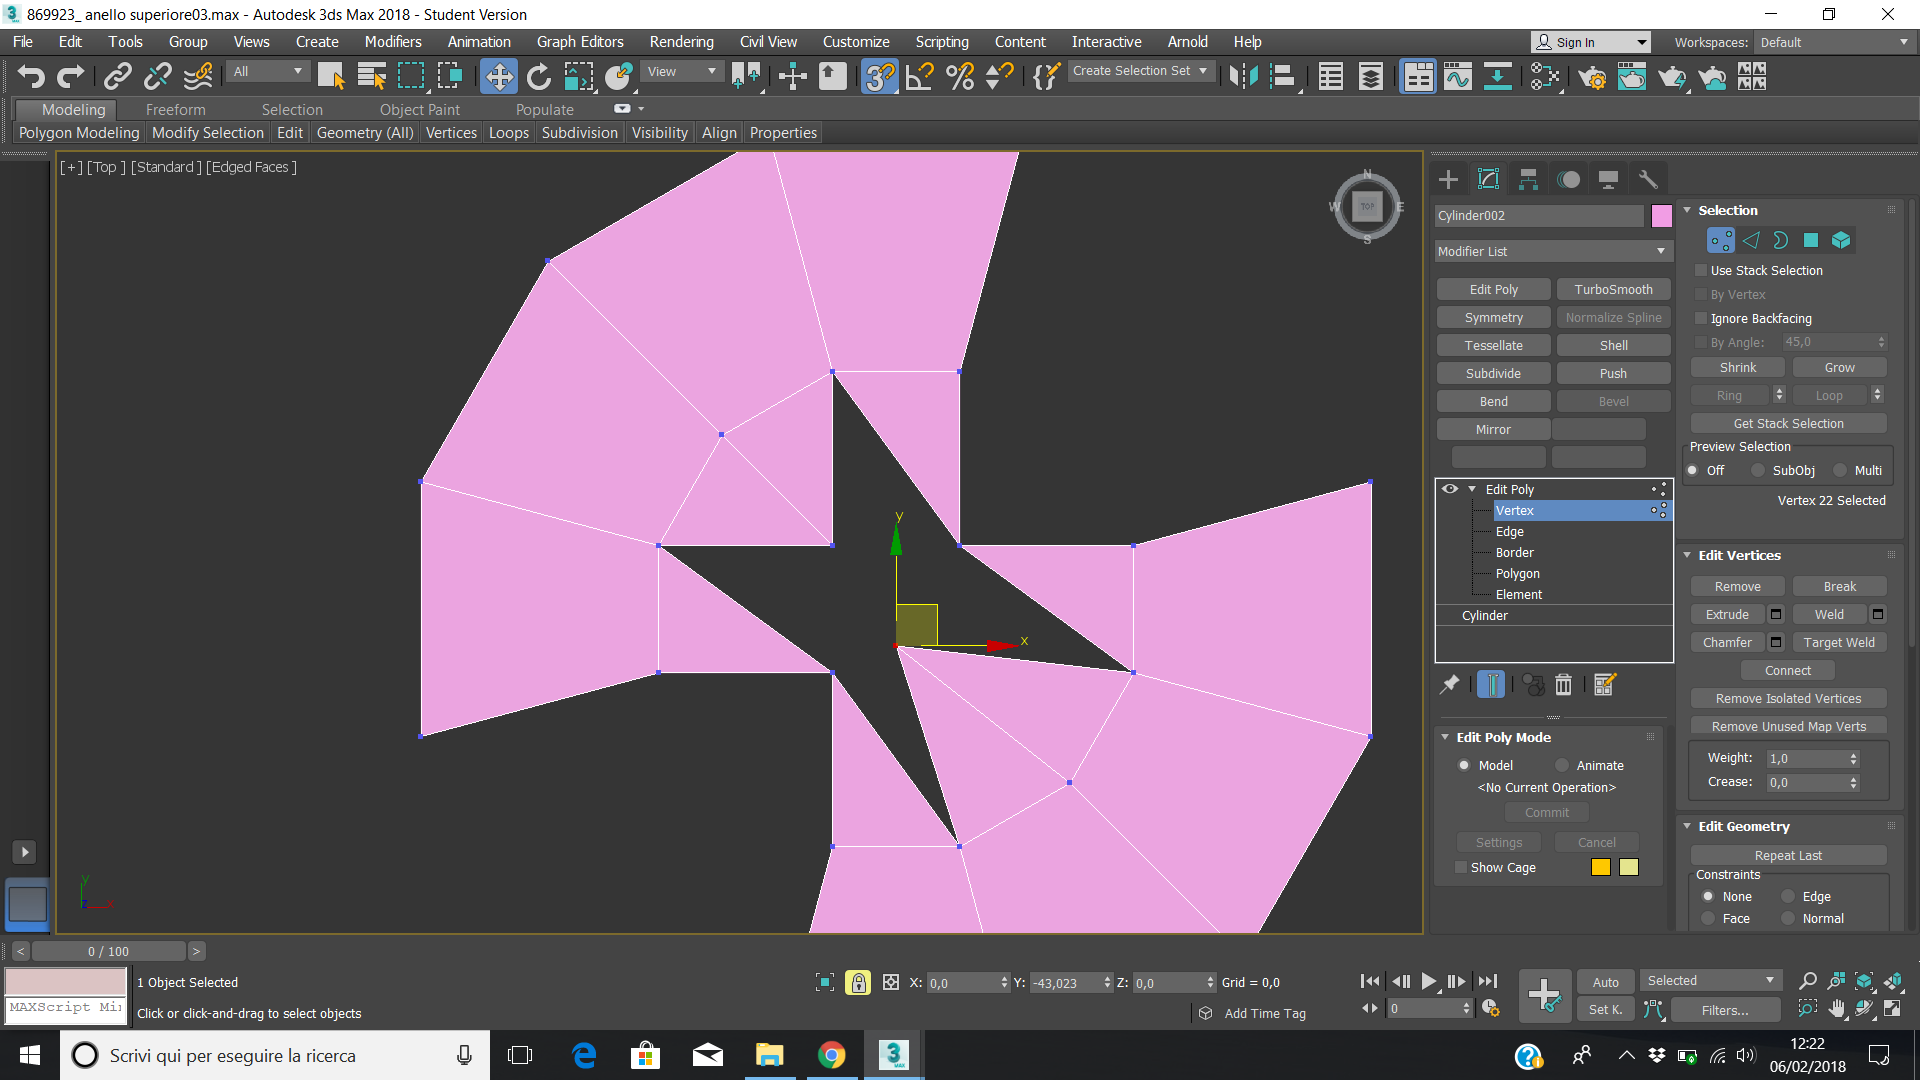 869923_ anello superiore03.max - Autodesk 3ds Max 2018 - Student Version
File Edit Tools Group Views Create Modifiers Animation Graph Editors Rendering Civil View Customize Scripting Content Interactive Arnold Help Sign In Workspaces: Default
All View 3 Create Selection Set
Modeling Freeform Selection Object Paint Populate
Polygon Modeling Modify Selection Edit Geometry (All) Vertices Loops Subdivision Visibility Align Properties
[+] [Top ] [Standard ] [Edged Faces ]
N
W TOP E
S
y
x
y
z x
Cylinder002
Modifier List
Edit Poly TurboSmooth
Symmetry Normalize Spline
Tessellate Shell
Subdivide Push
Bend Bevel
Mirror
Edit Poly
Vertex
Edge
Border
Polygon
Element
Cylinder
Edit Poly Mode
Model Animate
<No Current Operation>
Commit
Settings Cancel
Show Cage
Selection
Use Stack Selection
By Vertex
Ignore Backfacing
By Angle: 45,0
Shrink Grow
Ring Loop
Get Stack Selection
Preview Selection
Off SubObj Multi
Vertex 22 Selected
Edit Vertices
Remove Break
Extrude Weld
Chamfer Target Weld
Connect
Remove Isolated Vertices
Remove Unused Map Verts
Weight: 1,0
Crease: 0,0
Edit Geometry
Repeat Last
Constraints
None Edge
Face Normal
< 0 / 100 >
1 Object Selected X: 0,0 Y: -43,023 Z: 0,0 Grid = 0,0 Auto Selected
MAXScript Mi Click or click-and-drag to select objects Add Time Tag 0 Set K. Filters...
Scrivi qui per eseguire la ricerca
3
MAX
12:22
06/02/2018